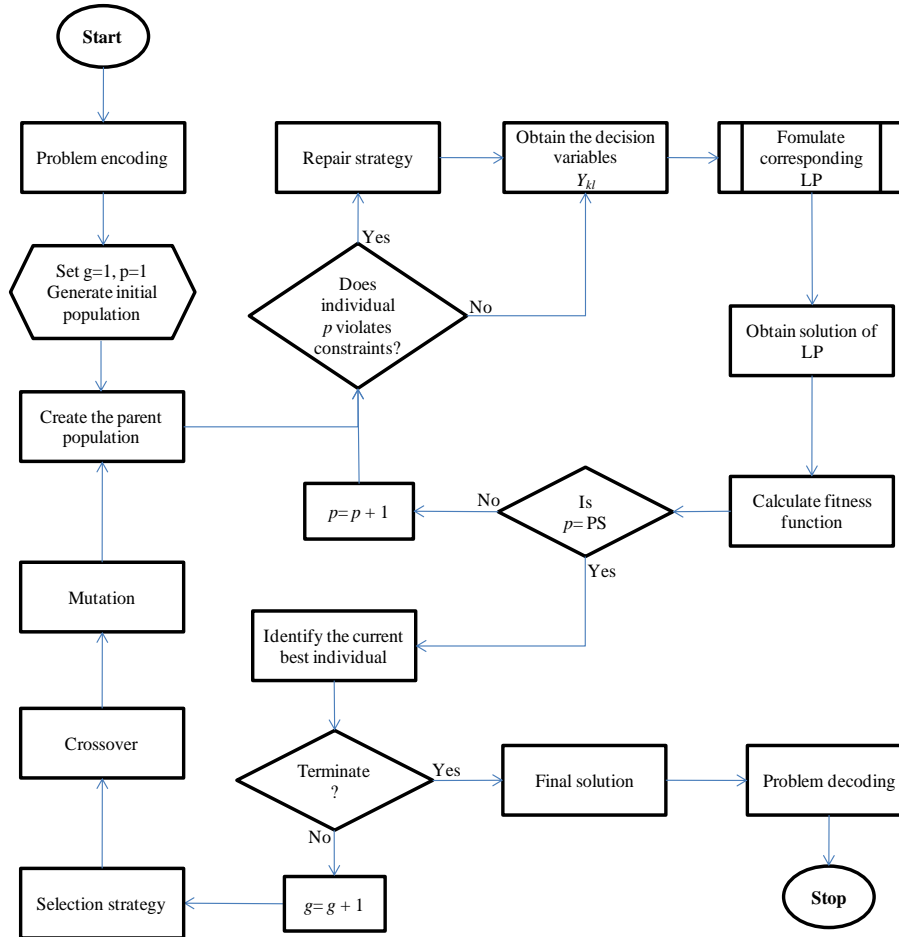 Start
Problem encoding
Set g=1, p=1
Generate initial
population
Create the parent
population
Mutation
Crossover
Selection strategy
Repair strategy
Yes
Does
individual
p violates
constraints?
No
Obtain the decision
variables
Ykl
Fomulate
corresponding
LP
Obtain solution of
LP
Calculate fitness
function
Is
p= PS
No
Yes
p= p + 1
Identify the current
best individual
Terminate
?
Yes
No
g= g + 1
Final solution
Problem decoding
Stop